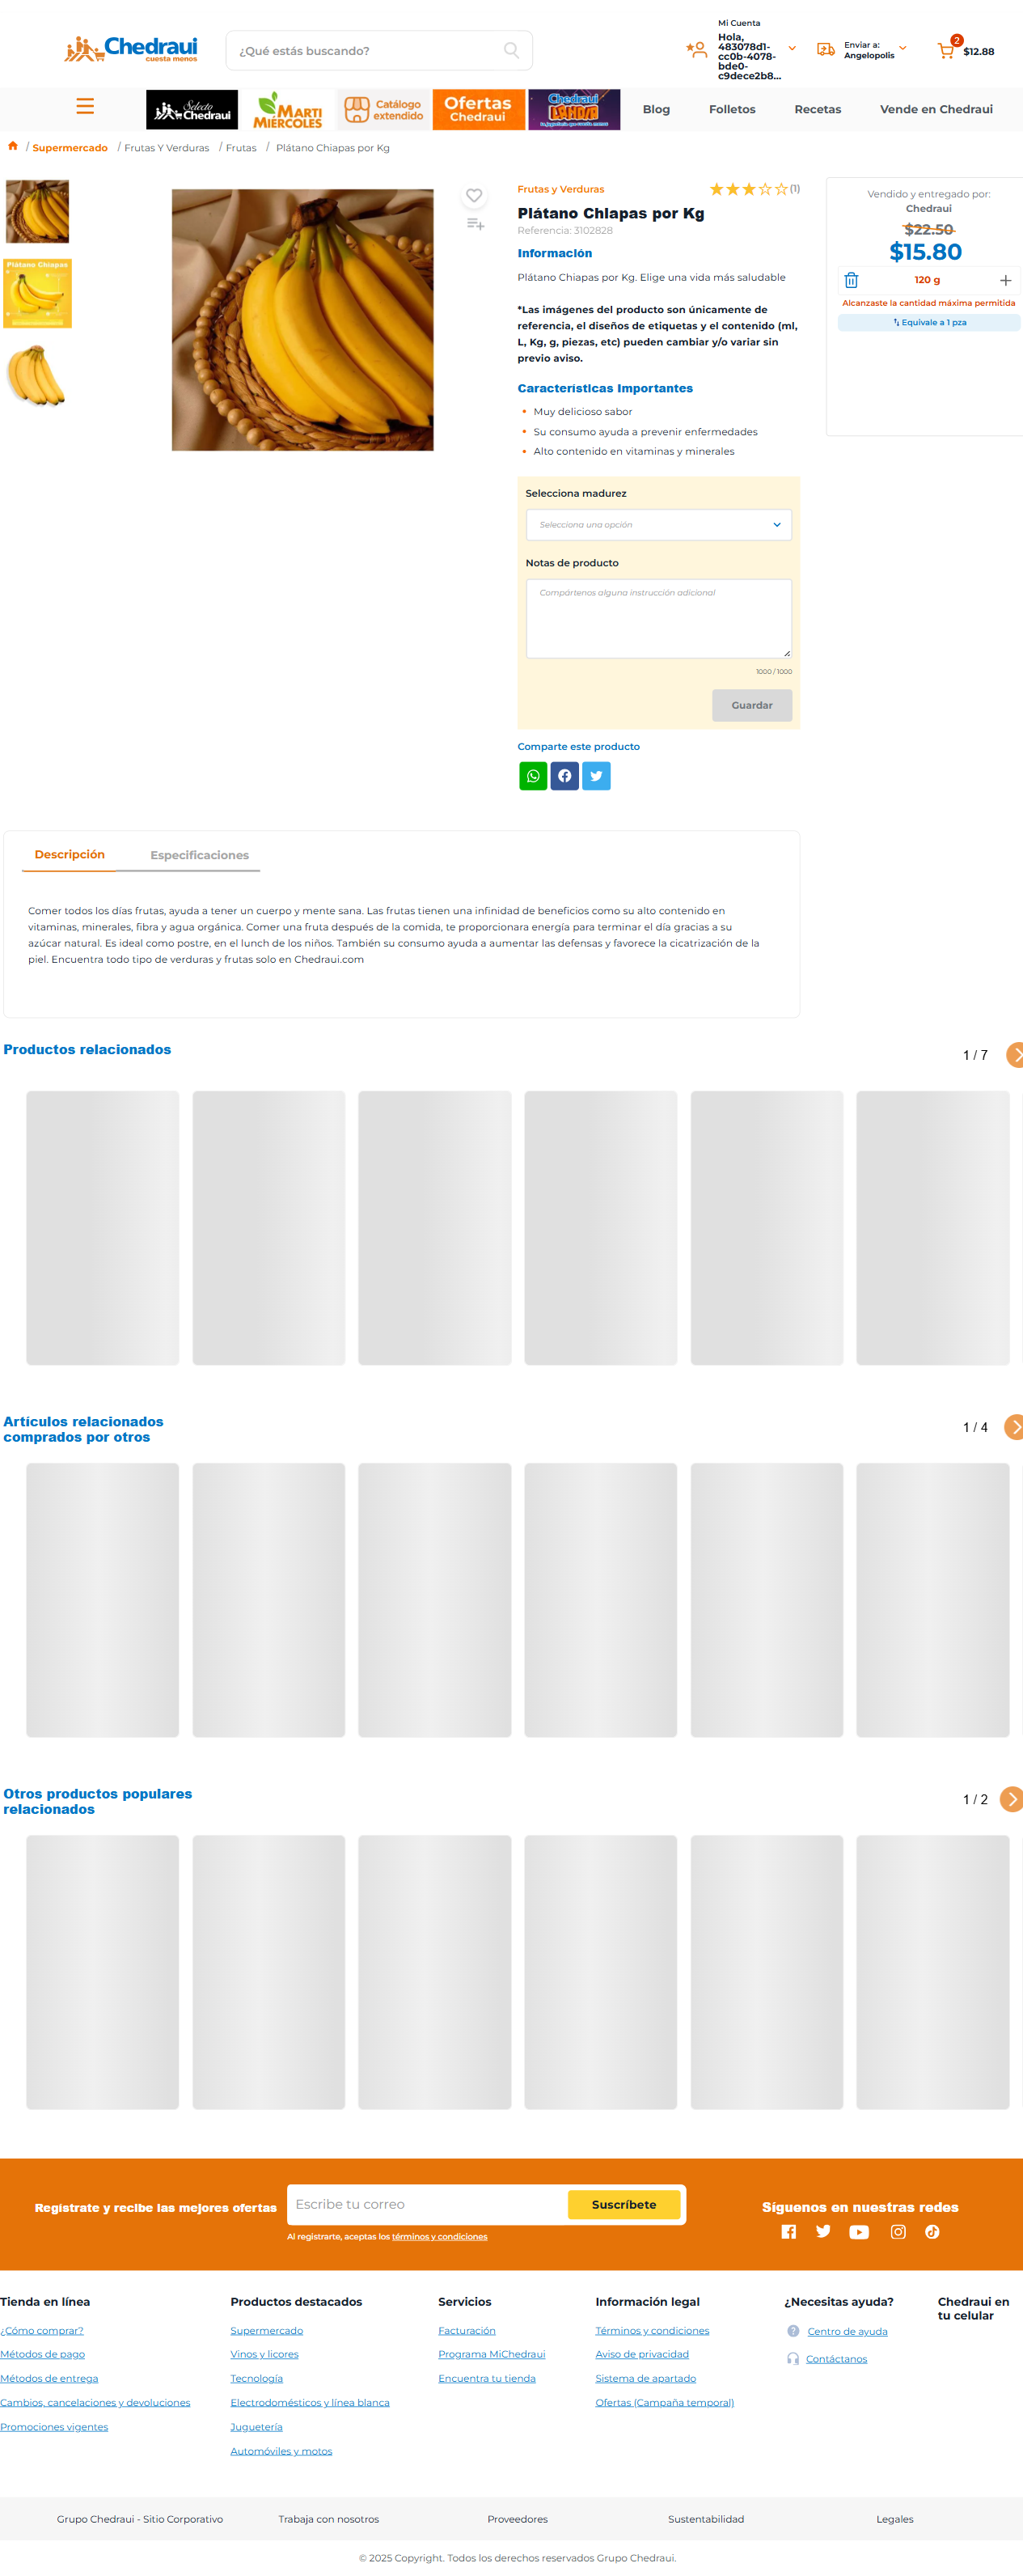 Chedraui
cuesta menos
¿Qué estás buscando?
Mi Cuenta
Hola,
483078d1-
cc0b-4078-
bde0-
c9dece2b8...
Enviar a:
Angelopolis
2
$12.88
Selecto
Chedraui
MARTI
MIÉRCOLES
Catálogo
extendido
Ofertas
Chedraui
Chedraui
Blog
Folletos
Recetas
Vende en Chedraui
/ Supermercado / Frutas Y Verduras / Frutas / Plátano Chiapas por Kg
Plátano Chiapas
Frutas y Verduras
(1)
Plátano Chiapas por Kg
Referencia: 3102828
Información
Plátano Chiapas por Kg. Elige una vida más saludable
*Las imágenes del producto son únicamente de
referencia, el diseños de etiquetas y el contenido (ml,
L, Kg, g, piezas, etc) pueden cambiar y/o variar sin
previo aviso.
Características Importantes
Muy delicioso sabor
Su consumo ayuda a prevenir enfermedades
Alto contenido en vitaminas y minerales
Selecciona madurez
Selecciona una opción
Notas de producto
Compártenos alguna instrucción adicional
1000 / 1000
Guardar
Comparte este producto
Vendido y entregado por:
Chedraui
$22.50
$15.80
120 g
Alcanzaste la cantidad máxima permitida
Equivale a 1 pza
Descripción
Especificaciones
Comer todos los días frutas, ayuda a tener un cuerpo y mente sana. Las frutas tienen una infinidad de beneficios como su alto contenido en
vitaminas, minerales, fibra y agua orgánica. Comer una fruta después de la comida, te proporcionara energía para terminar el día gracias a su
azúcar natural. Es ideal como postre, en el lunch de los niños. También su consumo ayuda a aumentar las defensas y favorece la cicatrización de la
piel. Encuentra todo tipo de verduras y frutas solo en Chedraui.com
Productos relacionados
1 / 7
Artículos relacionados
comprados por otros
1 / 4
Otros productos populares
relacionados
1 / 2
Regístrate y recibe las mejores ofertas
Escribe tu correo
Suscríbete
Al registrarte, aceptas los términos y condiciones
Síguenos en nuestras redes
Tienda en línea
¿Cómo comprar?
Métodos de pago
Métodos de entrega
Cambios, cancelaciones y devoluciones
Promociones vigentes
Productos destacados
Supermercado
Vinos y licores
Tecnología
Electrodomésticos y línea blanca
Juguetería
Automóviles y motos
Servicios
Facturación
Programa MiChedraui
Encuentra tu tienda
Información legal
Términos y condiciones
Aviso de privacidad
Sistema de apartado
Ofertas (Campaña temporal)
¿Necesitas ayuda?
Centro de ayuda
Contáctanos
Chedraui en
tu celular
Grupo Chedraui - Sitio Corporativo
Trabaja con nosotros
Proveedores
Sustentabilidad
Legales
© 2025 Copyright. Todos los derechos reservados Grupo Chedraui.